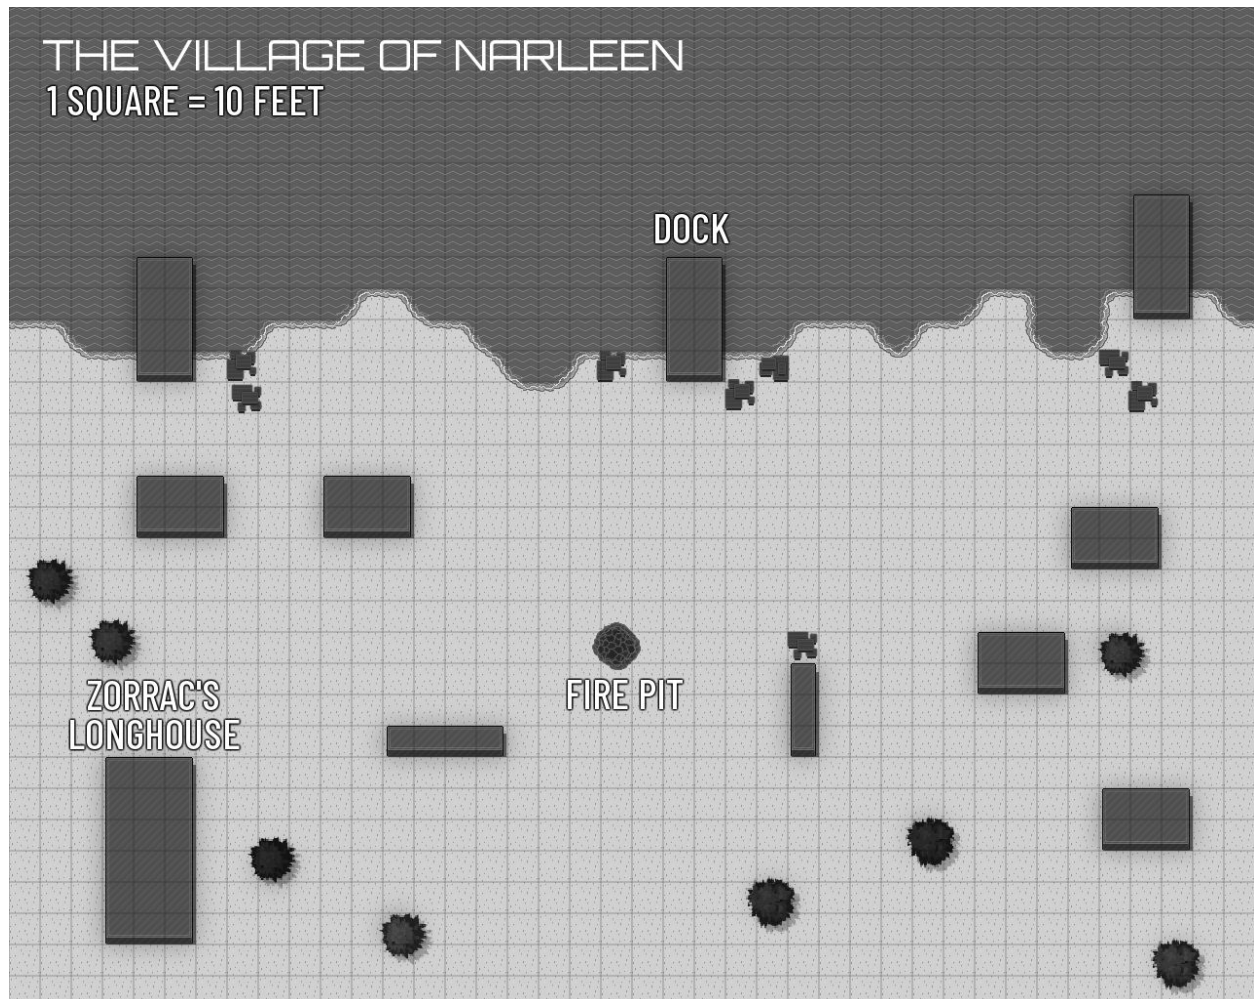 THE VILLAGE OF NARLEEN
1 SQUARE = 10 FEET
DOCK
FIRE PIT
ZORRAC'S
LONGHOUSE